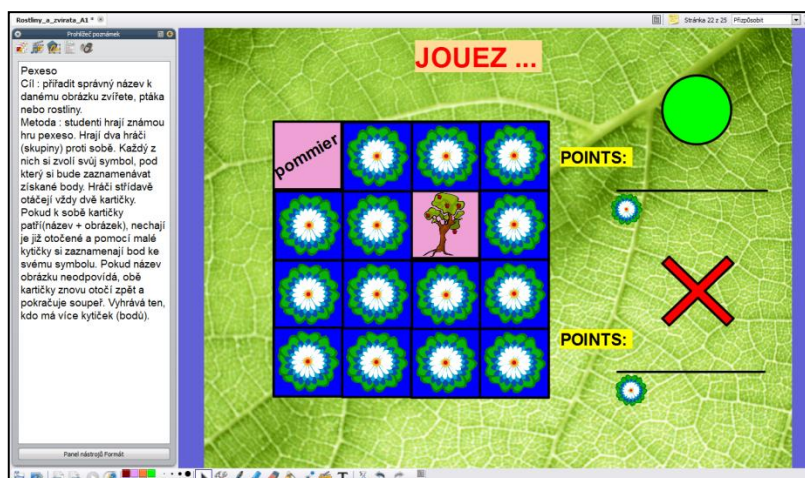 Rostliny_a_zvirata_A1 *
Stránka 22 z 25
Přizpůsobit
Prohlížeč poznámek
Pexeso
Cíl : přiřadit správný název k
danému obrázku zvířete, ptáka
nebo rostliny.
Metoda : studenti hrají známou
hru pexeso. Hrají dva hráči
(skupiny) proti sobě. Každý z
nich si zvolí svůj symbol, pod
který si bude zaznamenávat
získané body. Hráči střídavě
otáčejí vždy dvě kartičky.
Pokud k sobě kartičky
patří(název + obrázek), nechají
je již otočené a pomocí malé
kytičky si zaznamenají bod ke
svému symbolu. Pokud název
obrázku neodpovídá, obě
kartičky znovu otočí zpět a
pokračuje soupeř. Vyhrává ten,
kdo má více kytiček (bodů).
Panel nástrojů Formát
JOUEZ ...
pommier
POINTS:
POINTS: